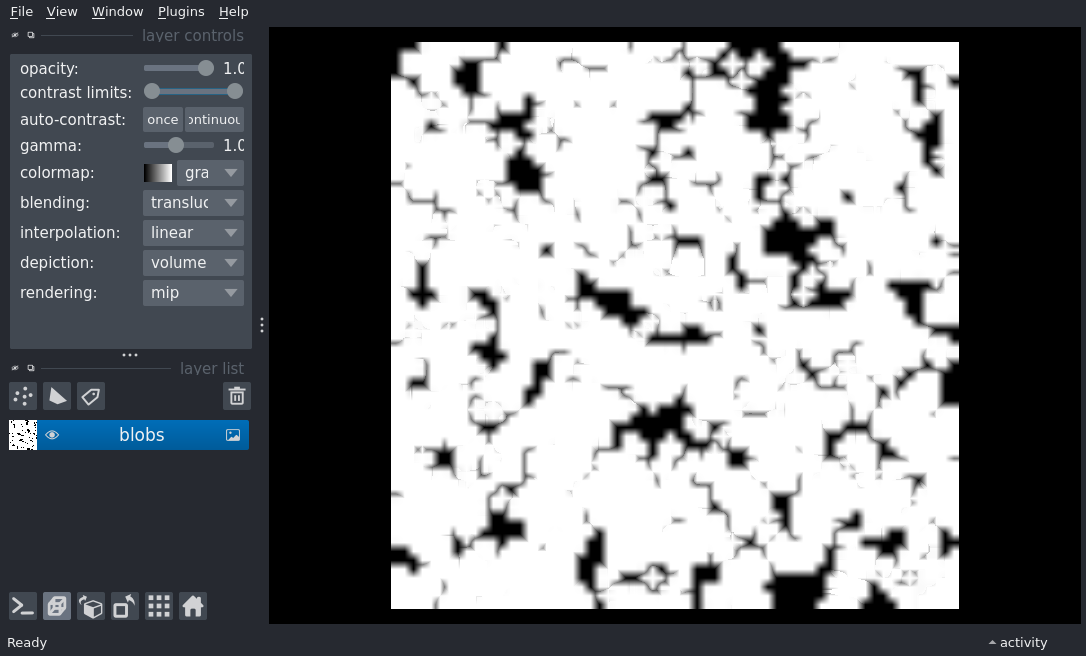 File View Window Plugins Help
layer controls
opacity: 1.0
contrast limits:
auto-contrast: once ontinuou
gamma: 1.0
colormap: gra
blending: transluc
interpolation: linear
depiction: volume
rendering: mip
layer list
blobs
Ready
activity